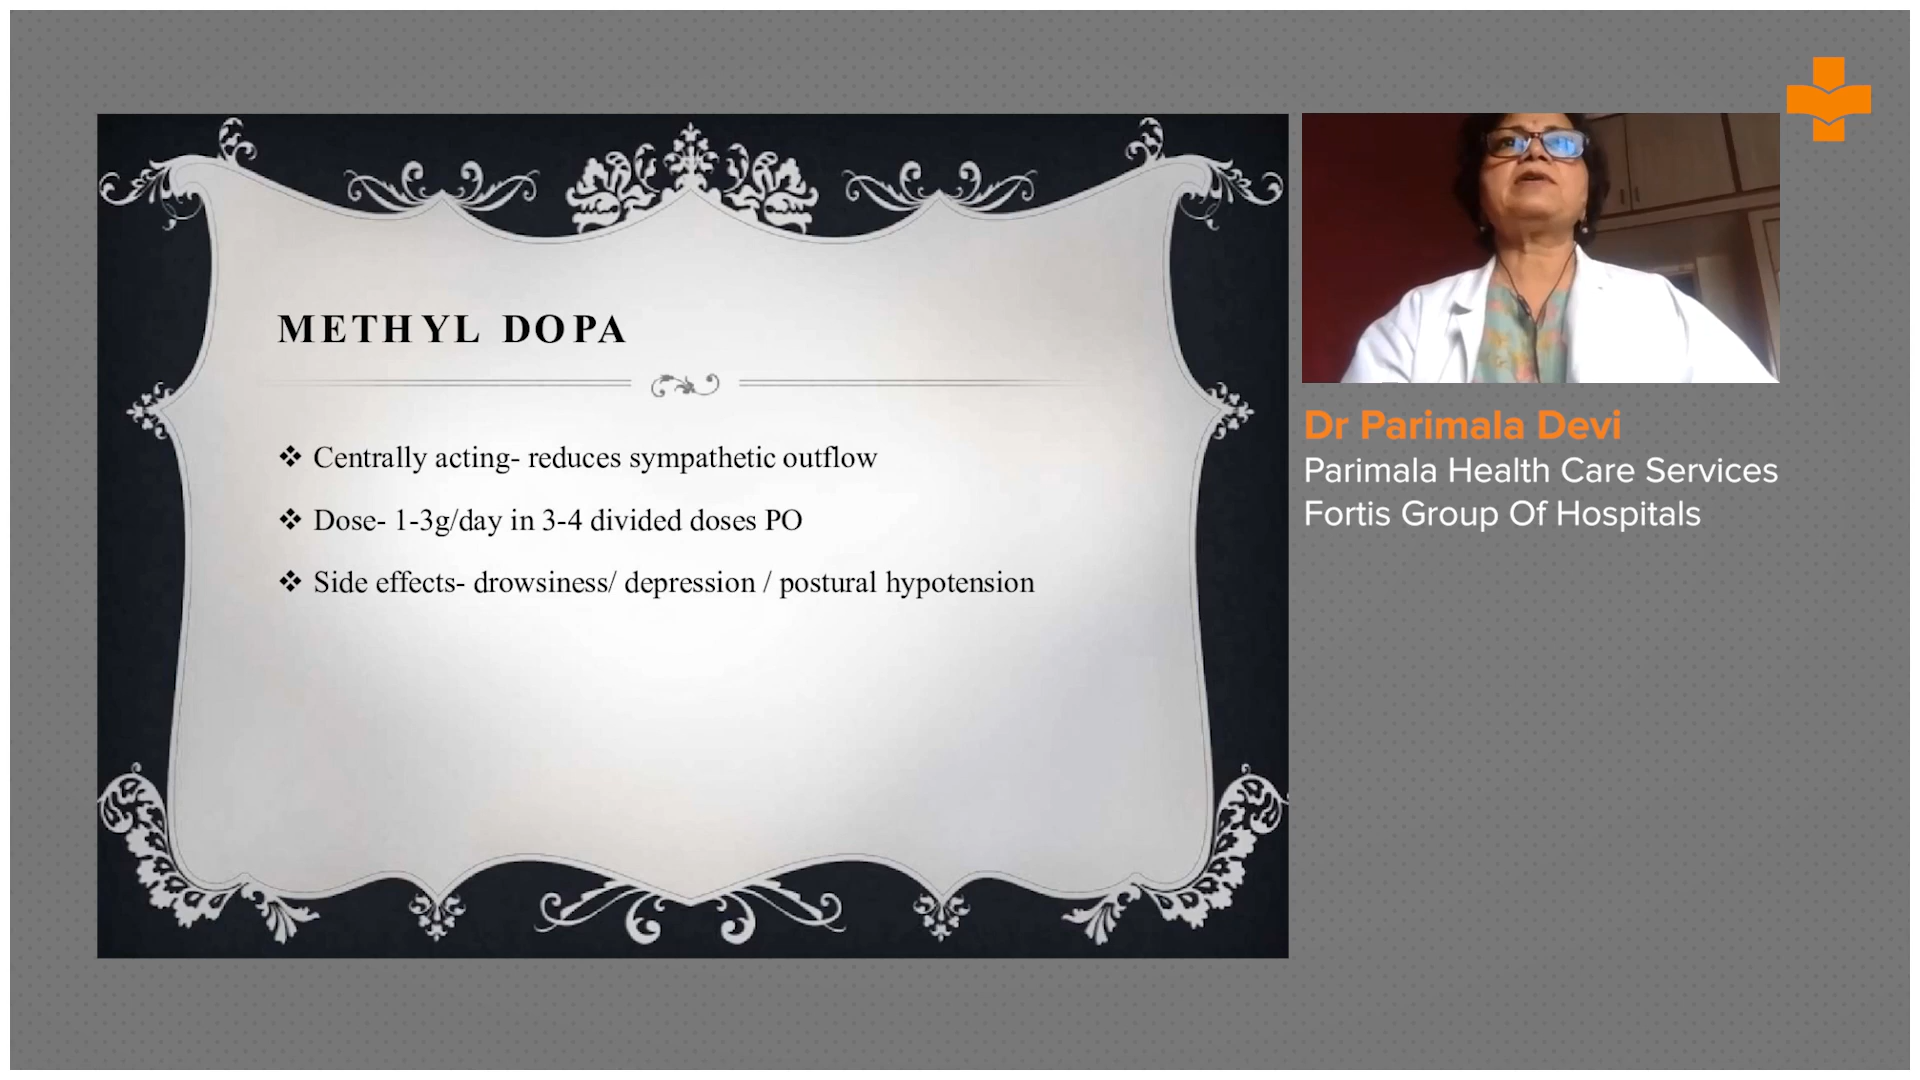 METHYL DOPA
❖ Centrally acting- reduces sympathetic outflow
❖ Dose- 1-3g/day in 3-4 divided doses PO
❖ Side effects- drowsiness/ depression / postural hypotension
Dr Parimala Devi
Parimala Health Care Services
Fortis Group Of Hospitals